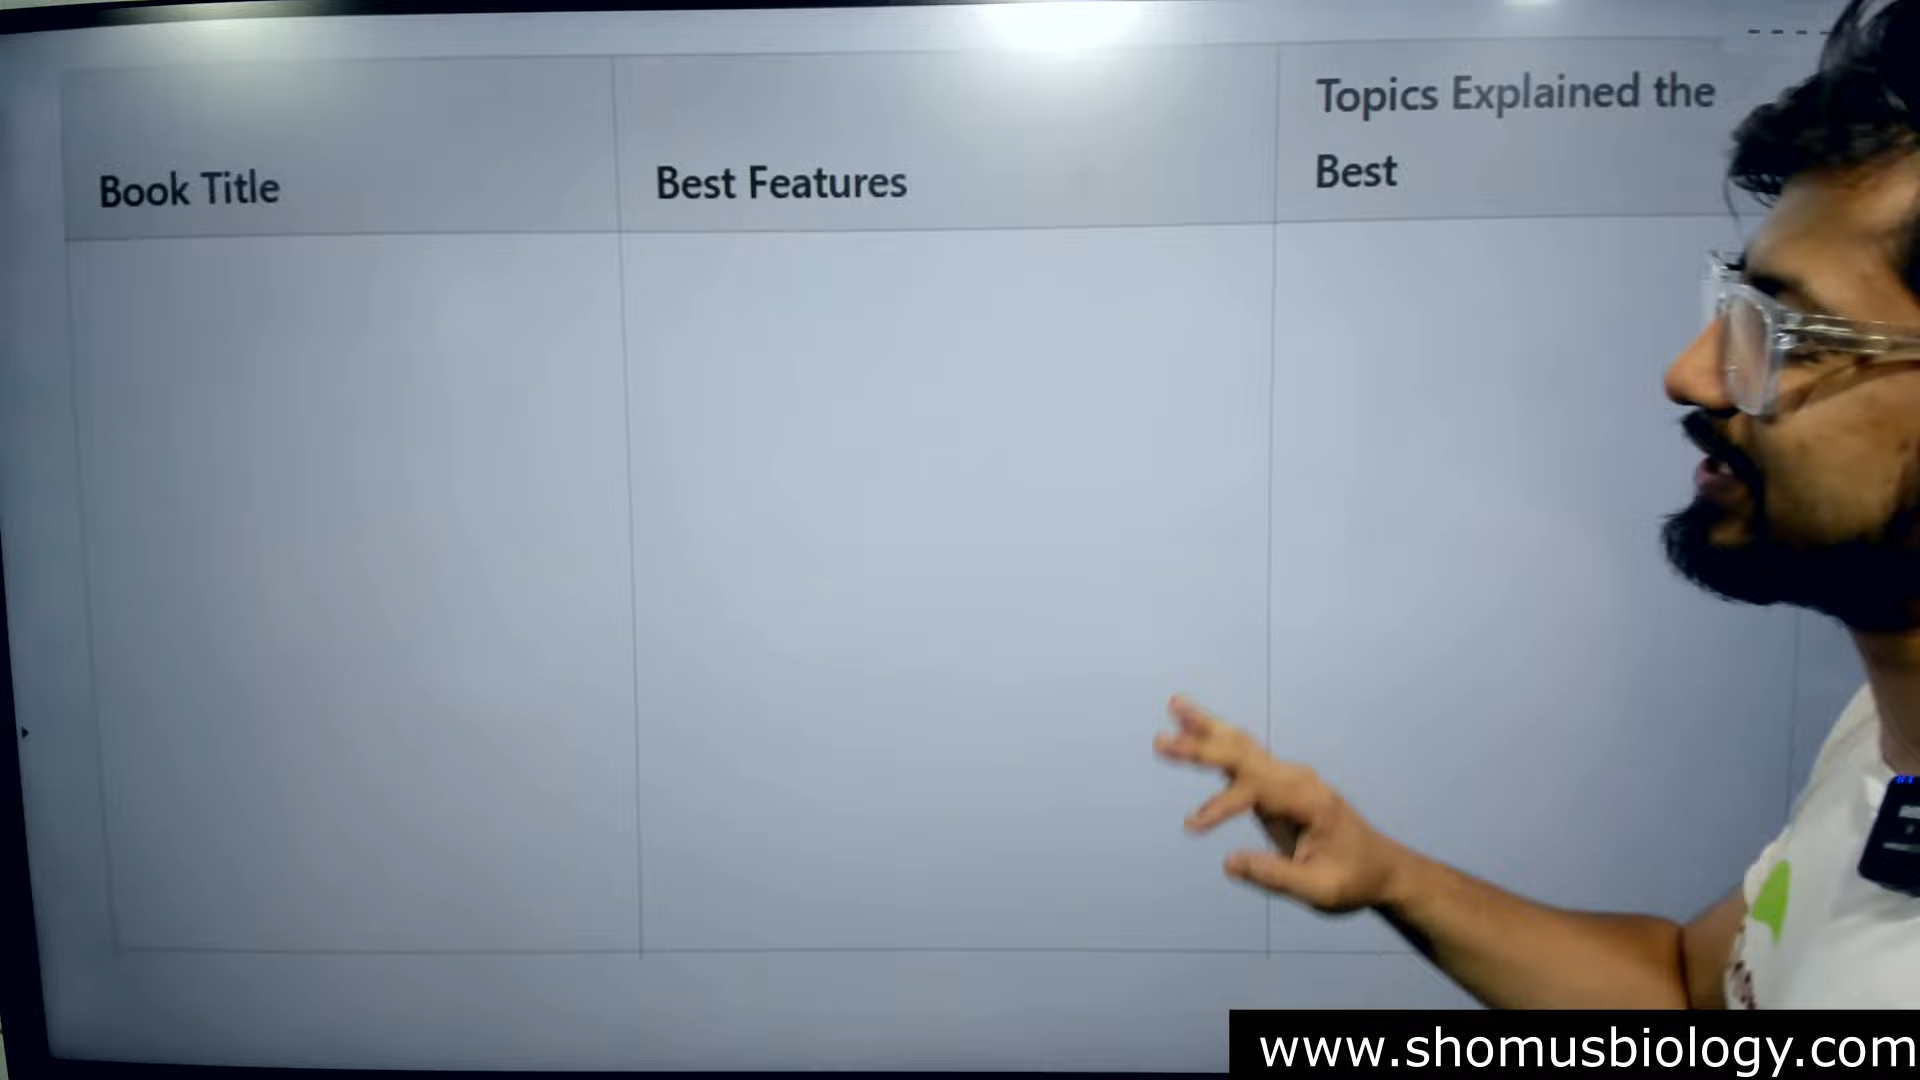 Book Title
Best Features
Topics Explained the
Best
www.shomusbiology.com